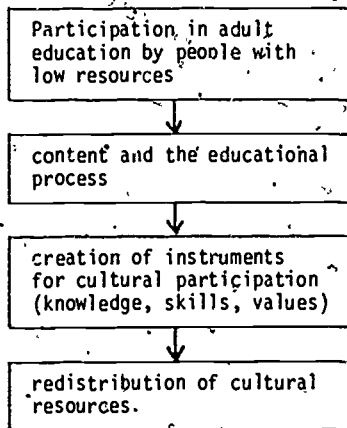 Participation in adult
education by people with
low resources
content and the educational
process
creation of instruments
for cultural participation
(knowledge, skills, values)
redistribution of cultural
resources.